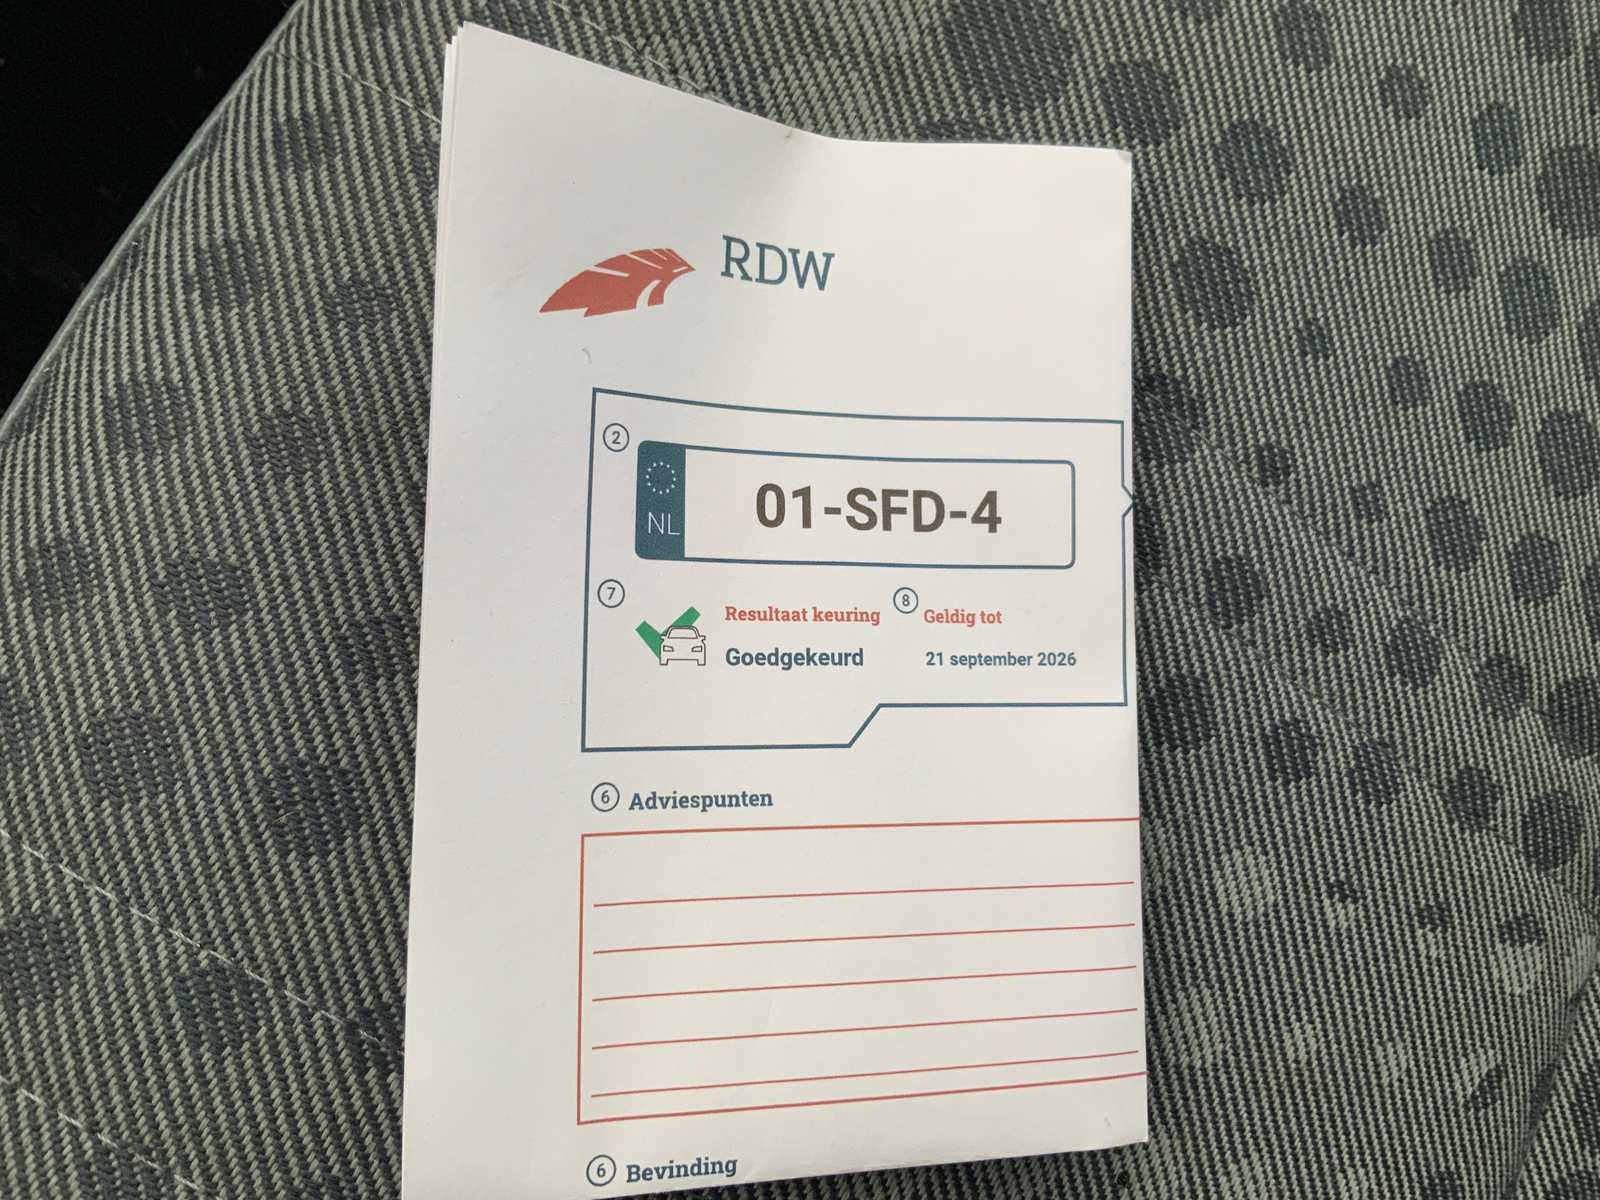 RDW
2
NL
01-SFD-4
7
Resultaat keuring
8
Geldig tot
Goedgekeurd
21 september 2026
6 Adviespunten
6 Bevinding